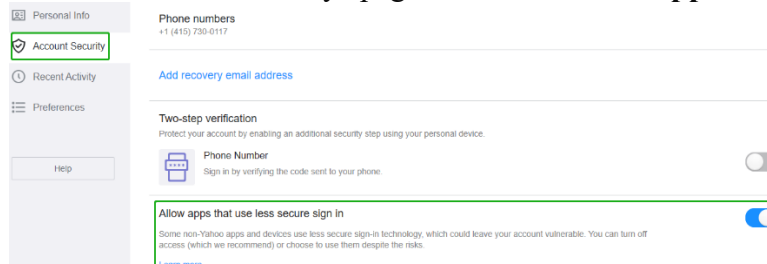 Personal Info
Account Security
Recent Activity
Preferences
Help
Phone numbers
+1 (415) 730-0117
Add recovery email address
Two-step verification
Protect your account by enabling an additional security step using your personal device.
Phone Number
Sign in by verifying the code sent to your phone.
Allow apps that use less secure sign in
Some non-Yahoo apps and devices use less secure sign-in technology, which could leave your account vulnerable. You can turn off
access (which we recommend) or choose to use them despite the risks.
Learn more